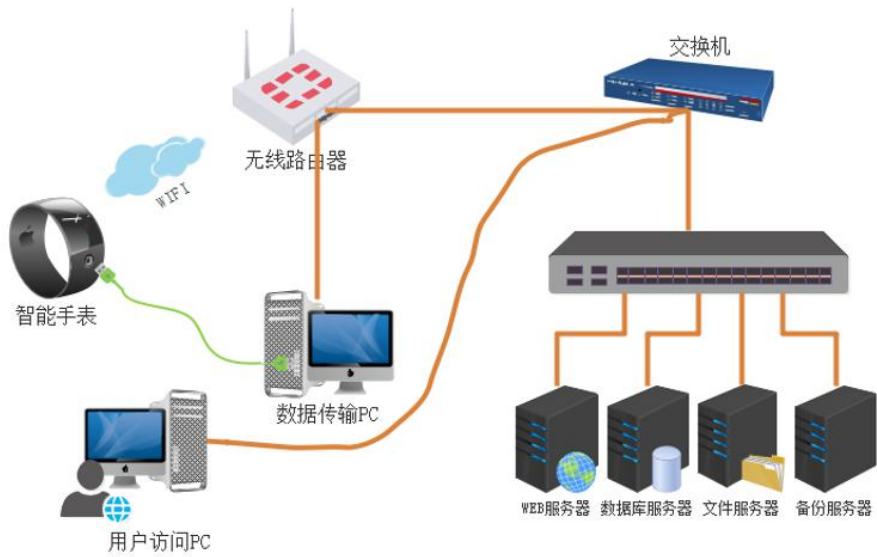 交换机
无线路由器
WIFI
智能手表
数据传输PC
WEB服务器
数据库服务器
文件服务器
备份服务器
用户访问PC